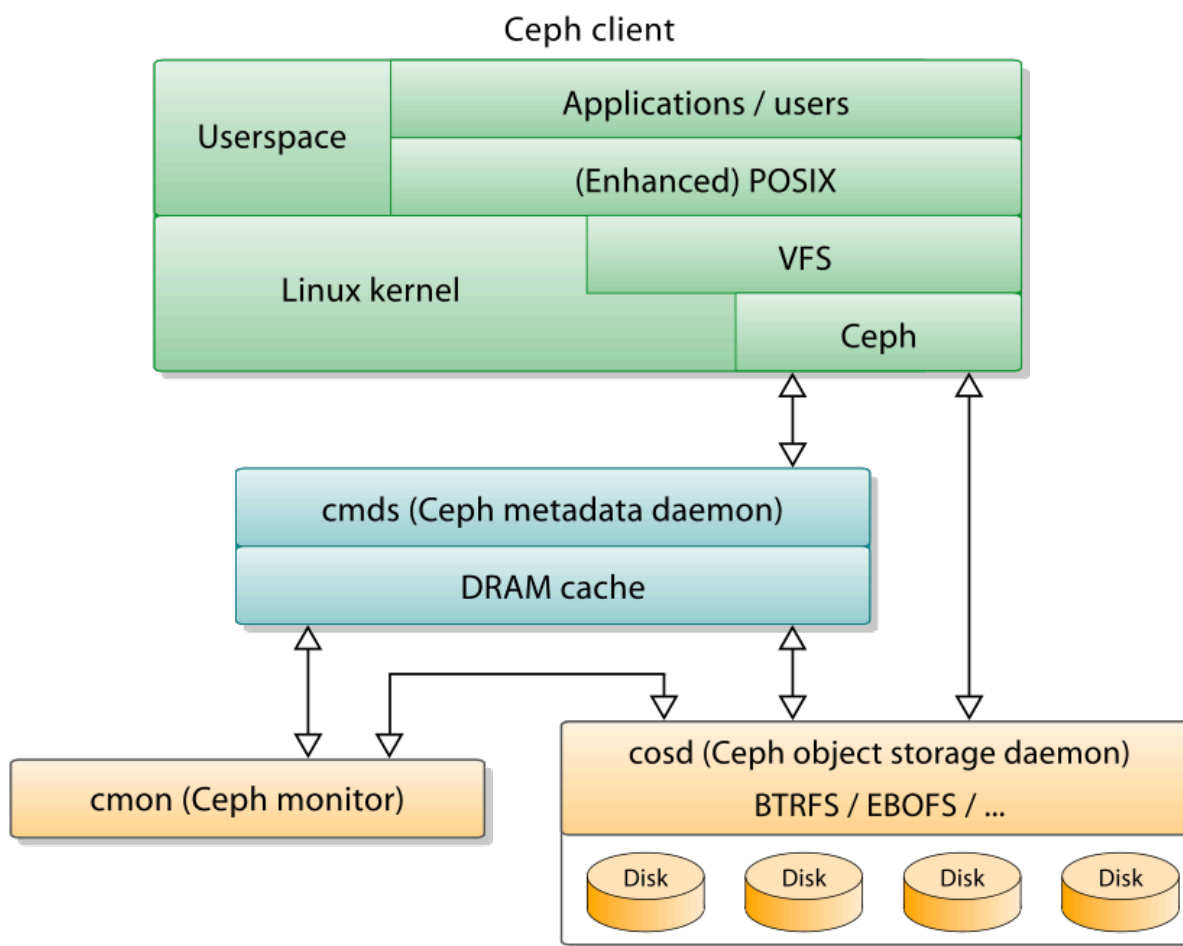 Ceph client
Applications / users
Userspace
(Enhanced) POSIX
VFS
Linux kernel
Ceph
cmds (Ceph metadata daemon)
DRAM cache
cosd (Ceph object storage daemon)
cmon (Ceph monitor)
BTRFS / EBOFS / ...
Disk Disk Disk Disk